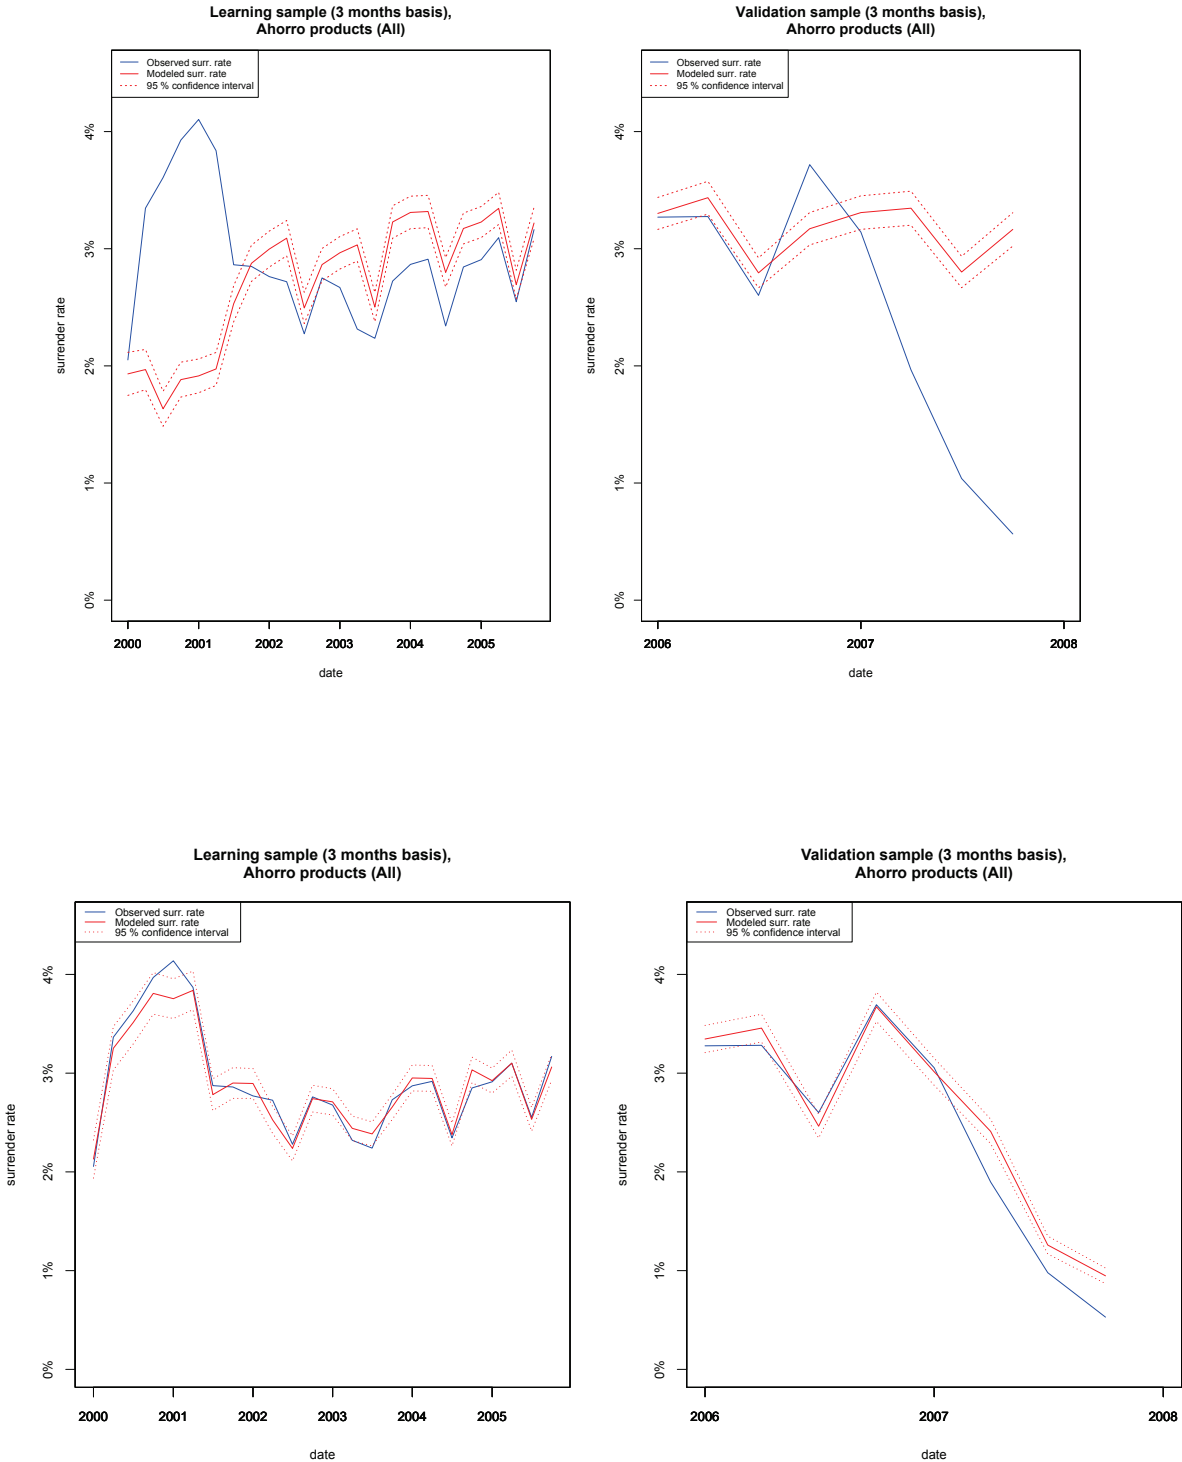 Learning sample (3 months basis),
Ahorro products (All)
Observed surr. rate
Modeled surr. rate
95 % confidence interval
surrender rate
4%
3%
2%
1%
0%
2000 2001 2002 2003 2004 2005
date
Validation sample (3 months basis),
Ahorro products (All)
Observed surr. rate
Modeled surr. rate
95 % confidence interval
surrender rate
4%
3%
2%
1%
0%
2006 2007 2008
date
Learning sample (3 months basis),
Ahorro products (All)
Observed surr. rate
Modeled surr. rate
95 % confidence interval
surrender rate
4%
3%
2%
1%
0%
2000 2001 2002 2003 2004 2005
date
Validation sample (3 months basis),
Ahorro products (All)
Observed surr. rate
Modeled surr. rate
95 % confidence interval
surrender rate
4%
3%
2%
1%
0%
2006 2007 2008
date